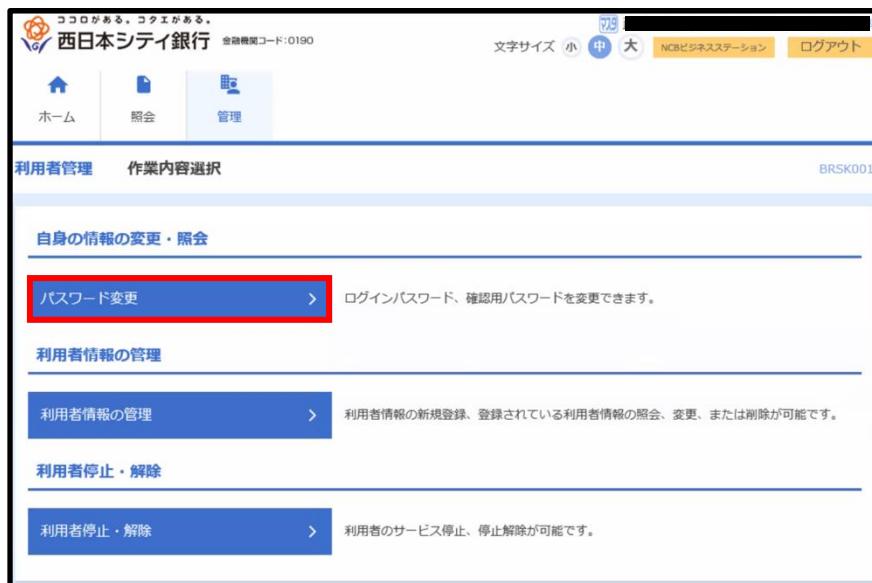 ココロがある。コタエがある。
西日本シティ銀行 金融機関コード:0190
文字サイズ 小 中 大 NCBビジネスステーション ログアウト
ホーム 照会 管理
利用者管理 作業内容選択 BRSK001
自身の情報の変更・照会
パスワード変更 ログインパスワード、確認用パスワードを変更できます。
利用者情報の管理
利用者情報の管理 利用者情報の新規登録、登録されている利用者情報の照会、変更、または削除が可能です。
利用者停止・解除
利用者停止・解除 利用者のサービス停止、停止解除が可能です。